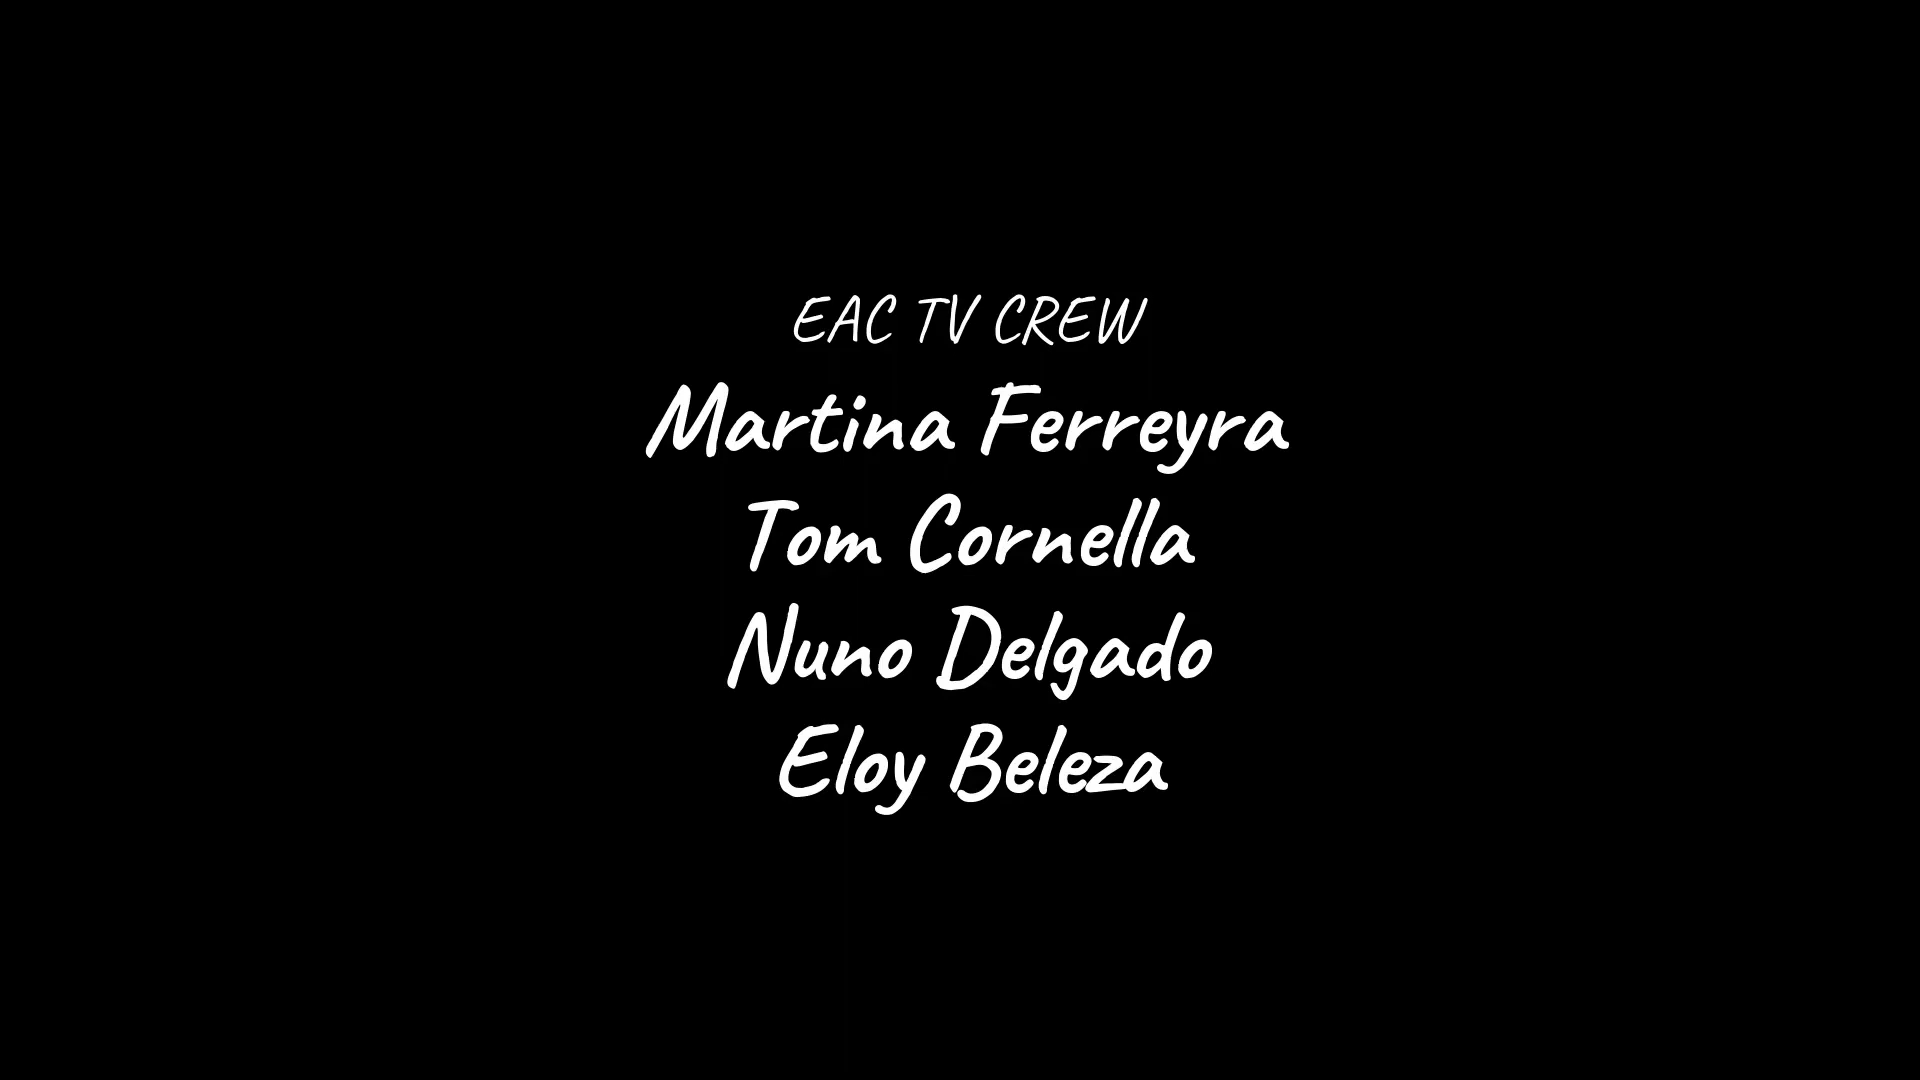 EAC TV CREW
Martina Ferreyra
Tom Cornella
Nuno Delgado
Eloy Beleza